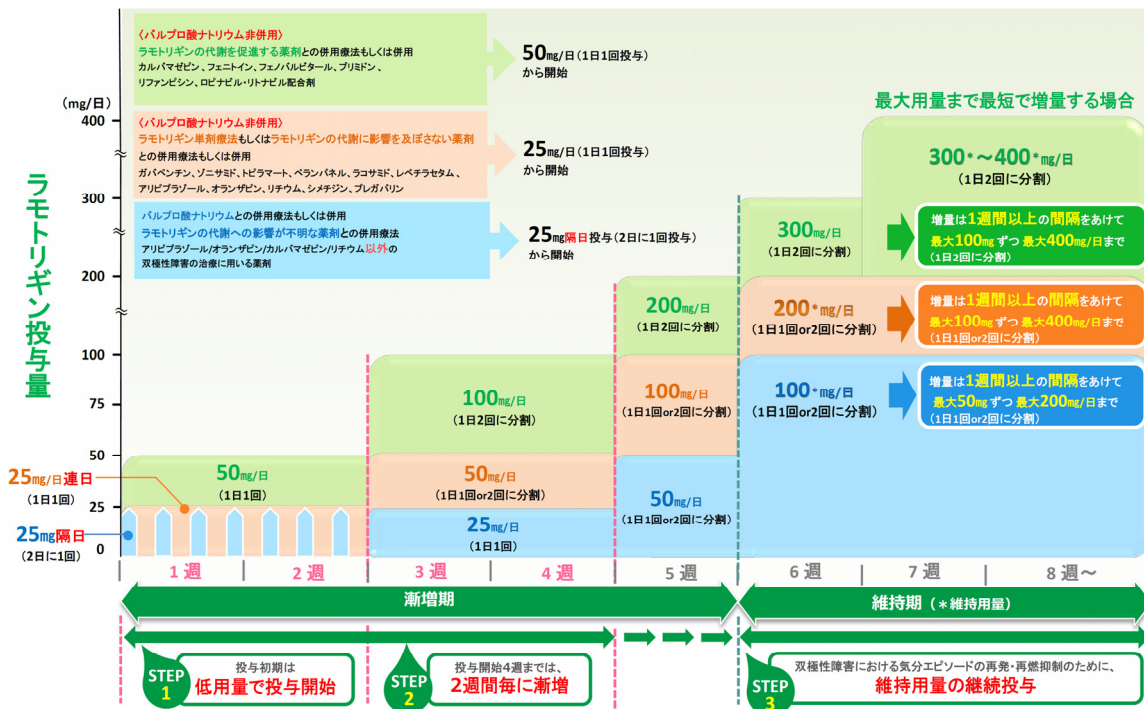 〈バルプロ酸ナトリウム非併用〉
ラモトリギンの代謝を促進する薬剤との併用療法もしくは併用
カルバマゼピン、フェニトイン、フェノバルビタール、プリミドン、
リファンピシン、ロピナビル・リトナビル配合剤
50mg/日(1日1回投与)
から開始
〈バルプロ酸ナトリウム非併用〉
ラモトリギン単剤療法もしくはラモトリギンの代謝に影響を及ぼさない薬剤
との併用療法もしくは併用
ガバペンチン、ゾニサミド、トピラマート、ペランパネル、ラコサミド、レベチラセタム、
アリピプラゾール、オランザピン、リチウム、シメチジン、プレガバリン
25mg/日(1日1回投与)
から開始
バルプロ酸ナトリウムとの併用療法もしくは併用
ラモトリギンの代謝への影響が不明な薬剤との併用療法
アリピプラゾール/オランザピン/カルバマゼピン/リチウム以外の
双極性障害の治療に用いる薬剤
25mg隔日投与(2日に1回投与)
から開始
最大用量まで最短で増量する場合
(mg/日)
400
300
200
100
75
50
25
0
ラモトリギン投与量
25mg/日連日
(1日1回)
25mg隔日
(2日に1回)
50mg/日
(1日1回)
100mg/日
(1日2回に分割)
50mg/日
(1日1回or2回に分割)
25mg/日
(1日1回)
200mg/日
(1日2回に分割)
100mg/日
(1日1回or2回に分割)
50mg/日
(1日1回or2回に分割)
300mg/日
(1日2回に分割)
200*mg/日
(1日1回or2回に分割)
100*mg/日
(1日1回or2回に分割)
300*～400*mg/日
(1日2回に分割)
増量は1週間以上の間隔をあけて
最大100mgずつ 最大400mg/日まで
(1日2回に分割)
増量は1週間以上の間隔をあけて
最大100mgずつ 最大400mg/日まで
(1日1回or2回に分割)
増量は1週間以上の間隔をあけて
最大50mgずつ 最大200mg/日まで
(1日1回or2回に分割)
1週
2週
3週
4週
5週
6週
7週
8週～
漸増期
維持期(*維持用量)
STEP
1
投与初期は
低用量で投与開始
STEP
2
投与開始4週までは、
2週間毎に漸増
STEP
3
双極性障害における気分エピソードの再発・再燃抑制のために、
維持用量の継続投与